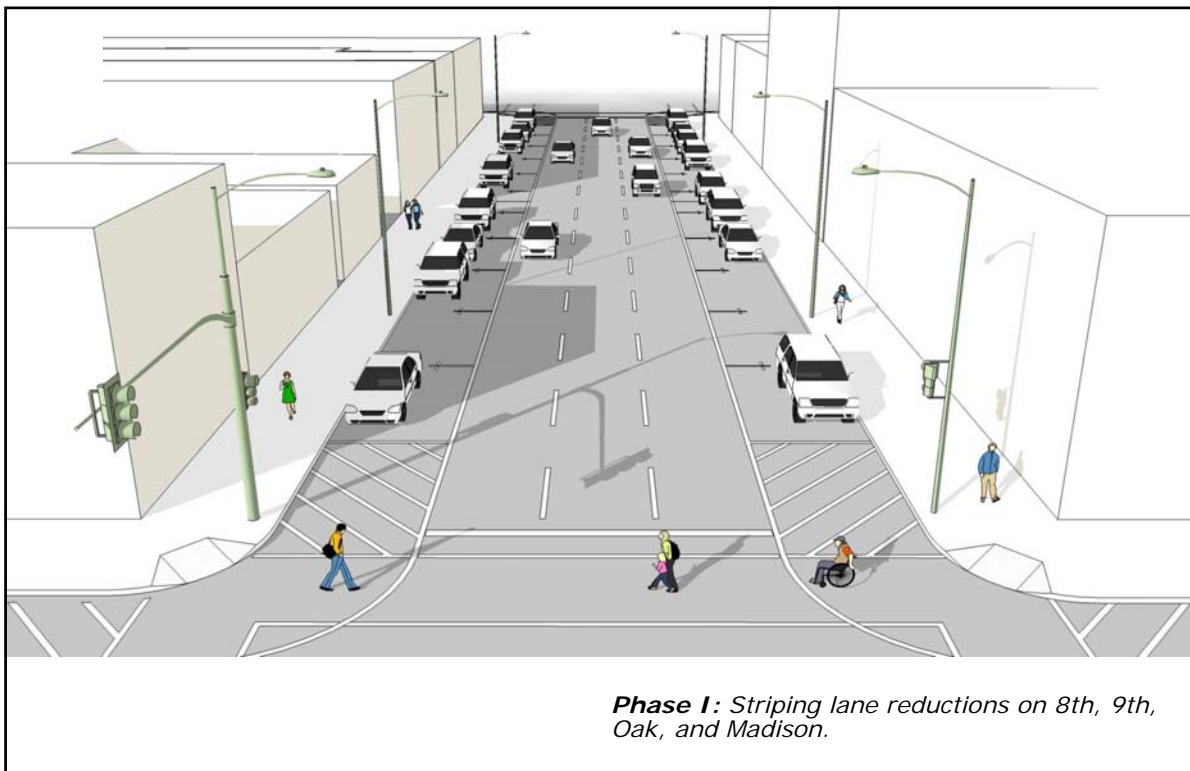 Phase I: Striping lane reductions on 8th, 9th,
Oak, and Madison.